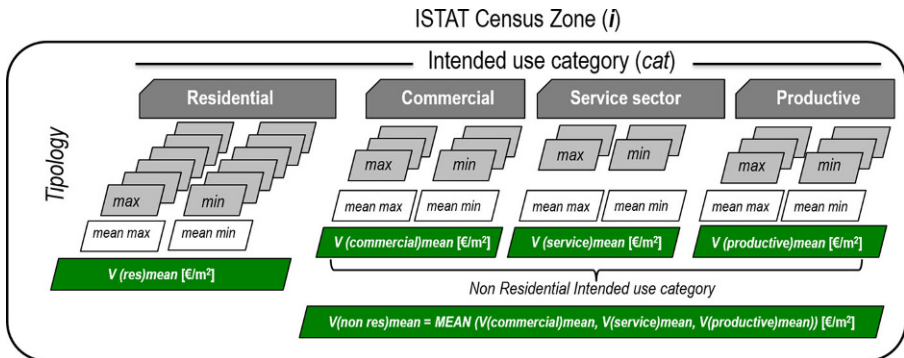 ISTAT Census Zone (i)
Intended use category (cat)
Residential
Commercial
Service sector
Productive
Tipology
max
min
max
min
max
min
max
min
mean max
mean min
mean max
mean min
mean max
mean min
mean max
mean min
V (res)mean [€/m²]
V (commercial)mean [€/m²]
V (service)mean [€/m²]
V (productive)mean [€/m²]
Non Residential Intended use category
V(non res)mean = MEAN (V(commercial)mean, V(service)mean, V(productive)mean)) [€/m²]